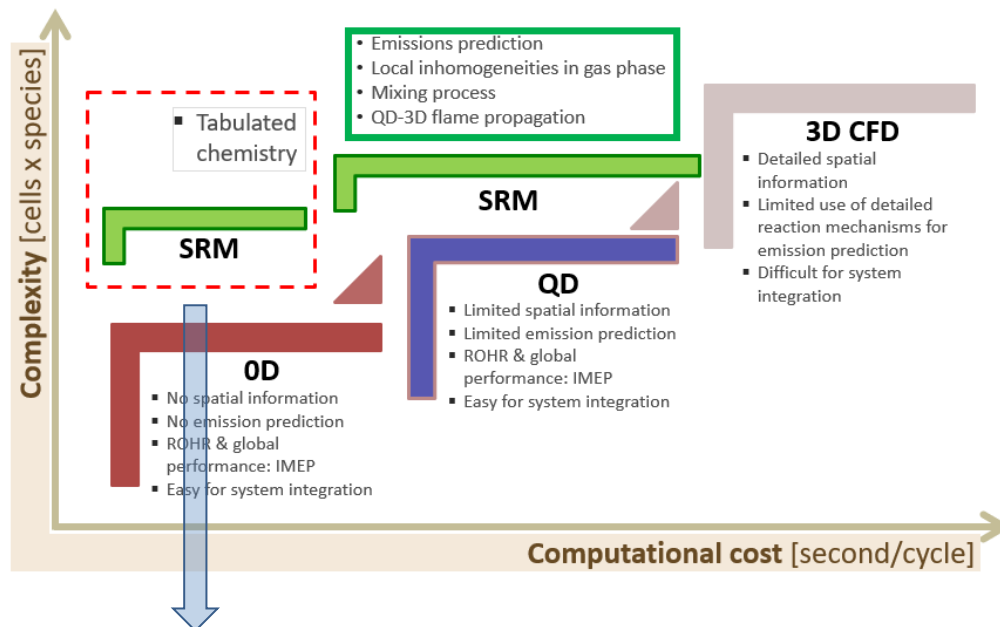 Complexity [cells x species]
▪ Tabulated
chemistry
SRM
• Emissions prediction
• Local inhomogeneities in gas phase
• Mixing process
• QD-3D flame propagation
SRM
3D CFD
▪ Detailed spatial
information
▪ Limited use of detailed
reaction mechanisms for
emission prediction
▪ Difficult for system
integration
0D
▪ No spatial information
▪ No emission prediction
▪ ROHR & global
performance: IMEP
▪ Easy for system integration
QD
▪ Limited spatial information
▪ Limited emission prediction
▪ ROHR & global
performance: IMEP
▪ Easy for system integration
Computational cost [second/cycle]